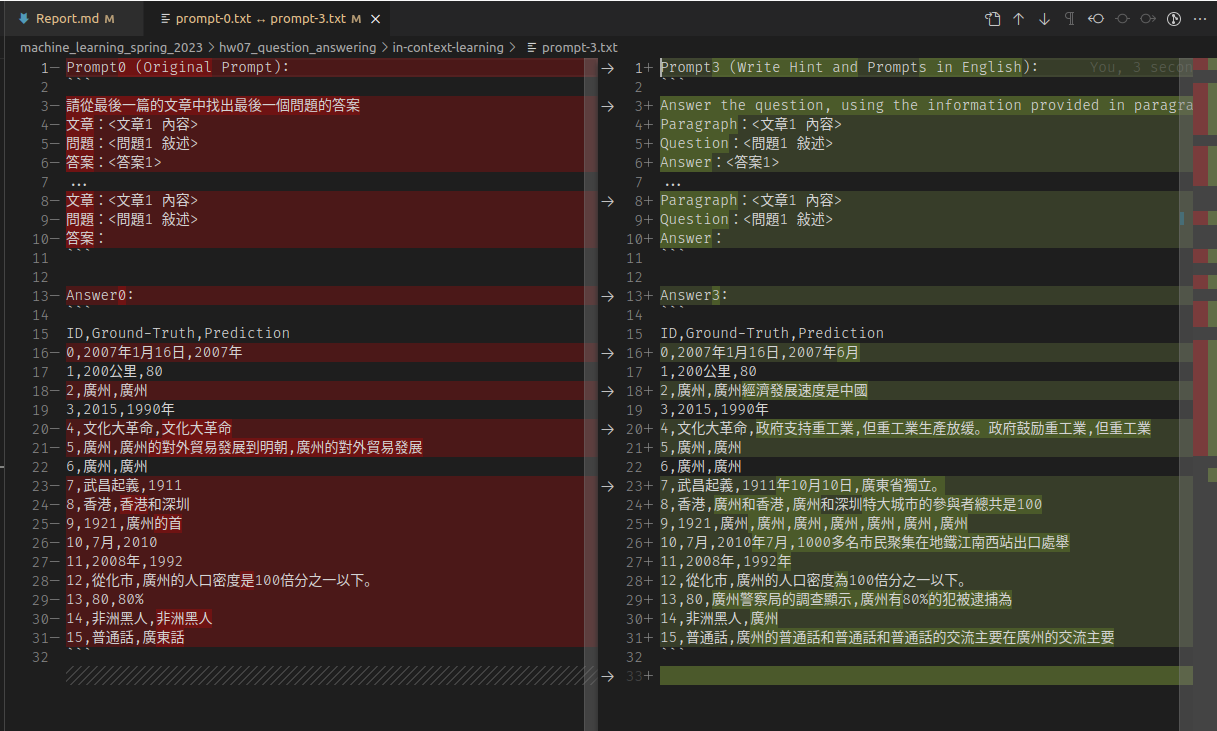 Report.md M
prompt-0.txt ↔ prompt-3.txt M
machine_learning_spring_2023 > hw07_question_answering > in-context-learning > prompt-3.txt
1 Prompt0 (Original Prompt):
2 ```
3 請從最後一篇的文章中找出最後一個問題的答案
4 文章：<文章1 內容>
5 問題：<問題1 敍述>
6 答案：<答案1>
7 ...
8 文章：<文章1 內容>
9 問題：<問題1 敍述>
10 答案：
11 ```
12
13 Answer0:
14 ```
15 ID,Ground-Truth,Prediction
16 0,2007年1月16日,2007年
17 1,200公里,80
18 2,廣州,廣州
19 3,2015,1990年
20 4,文化大革命,文化大革命
21 5,廣州,廣州的對外貿易發展到明朝,廣州的對外貿易發展
22 6,廣州,廣州
23 7,武昌起義,1911
24 8,香港,香港和深圳
25 9,1921,廣州的首
26 10,7月,2010
27 11,2008年,1992
28 12,從化市,廣州的人口密度是100倍分之一以下。
29 13,80,80%
30 14,非洲黑人,非洲黑人
31 15,普通話,廣東話
32 ```
1 Prompt3 (Write Hint and Prompts in English): You, 3 secon
2 ```
3 Answer the question, using the information provided in paragra
4 Paragraph：<文章1 內容>
5 Question：<問題1 敍述>
6 Answer：<答案1>
7 ...
8 Paragraph：<文章1 內容>
9 Question：<問題1 敍述>
10 Answer：
11 ```
12
13 Answer3:
14 ```
15 ID,Ground-Truth,Prediction
16 0,2007年1月16日,2007年6月
17 1,200公里,80
18 2,廣州,廣州經濟發展速度是中國
19 3,2015,1990年
20 4,文化大革命,政府支持重工業,但重工業生產放緩。政府鼓励重工業,但重工業
21 5,廣州,廣州
22 6,廣州,廣州
23 7,武昌起義,1911年10月10日,廣東省獨立。
24 8,香港,廣州和香港,廣州和深圳特大城市的參與者總共是100
25 9,1921,廣州,廣州,廣州,廣州,廣州,廣州,廣州
26 10,7月,2010年7月,1000多名市民聚集在地鐵江南西站出口處舉
27 11,2008年,1992年
28 12,從化市,廣州的人口密度為100倍分之一以下。
29 13,80,廣州警察局的調查顯示,廣州有80%的犯被逮捕為
30 14,非洲黑人,廣州
31 15,普通話,廣州的普通話和普通話和普通話的交流主要在廣州的交流主要
32 ```
33